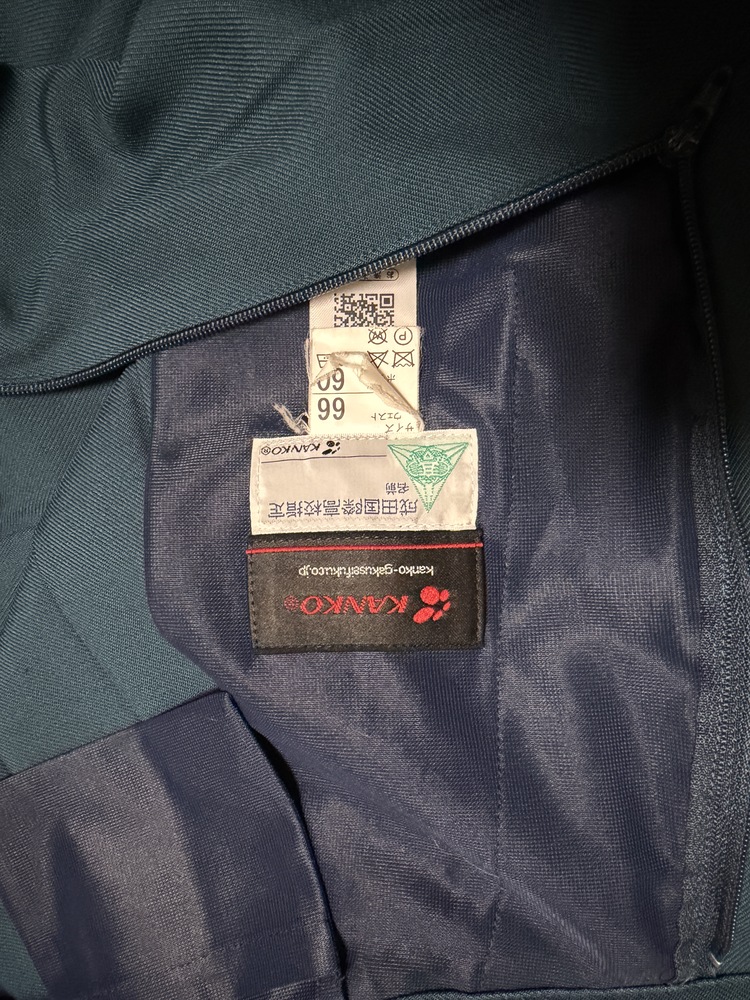 KANKO®
kanko-gakuseifuku.co.jp
成田国際高校指定
名前
KANKO®
サイズ
ウエスト 66
60
P
W